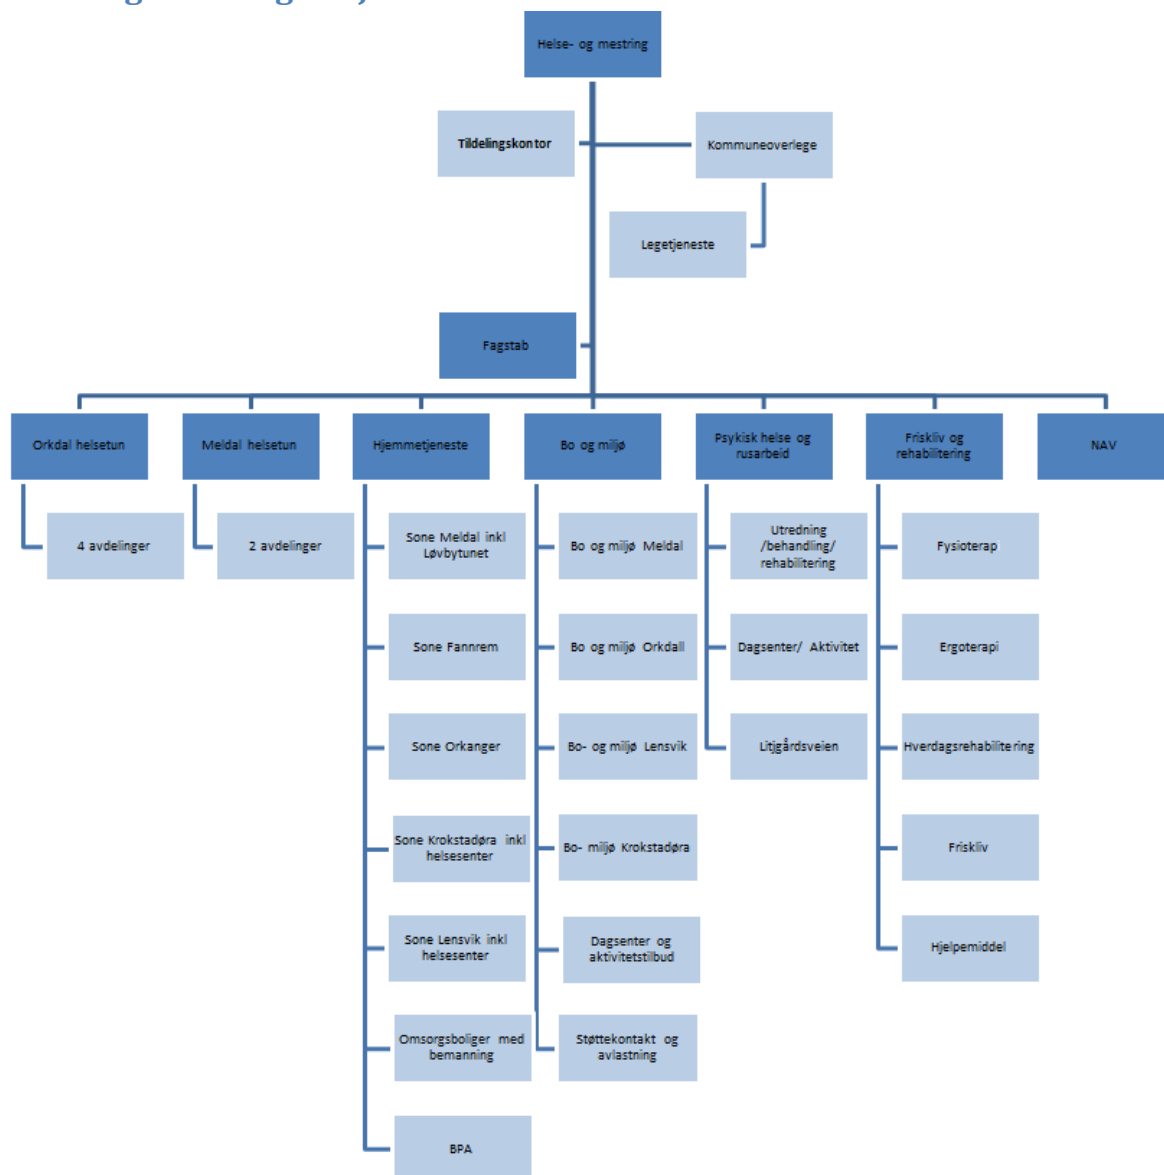 Helse- og mestring
Tildelingskontor
Kommuneoverlege
Legetjeneste
Fagstab
Orkdal helsetun
Meldal helsetun
Hjemmetjeneste
Bo og miljø
Psykisk helse og
rusarbeid
Friskliv og
rehabilitering
NAV
4 avdelinger
2 avdelinger
Sone Meldal inkl
Løvbytunet
Sone Fannrem
Sone Orkanger
Sone Krokstadøra inkl
helsesenter
Sone Lensvik inkl
helsesenter
Omsorgsboliger med
bemanning
BPA
Bo og miljø Meldal
Bo og miljø Orkdall
Bo- og miljø Lensvik
Bo- miljø Krokstadøra
Dagsenter og
aktivitetstilbud
Støttekontakt og
avlastning
Utredning
/behandling/
rehabilitering
Dagsenter/ Aktivitet
Litjgårdsveien
Fysioterap
Ergoterapi
Hverdagsrehabilitering
Friskliv
Hjelpemiddel